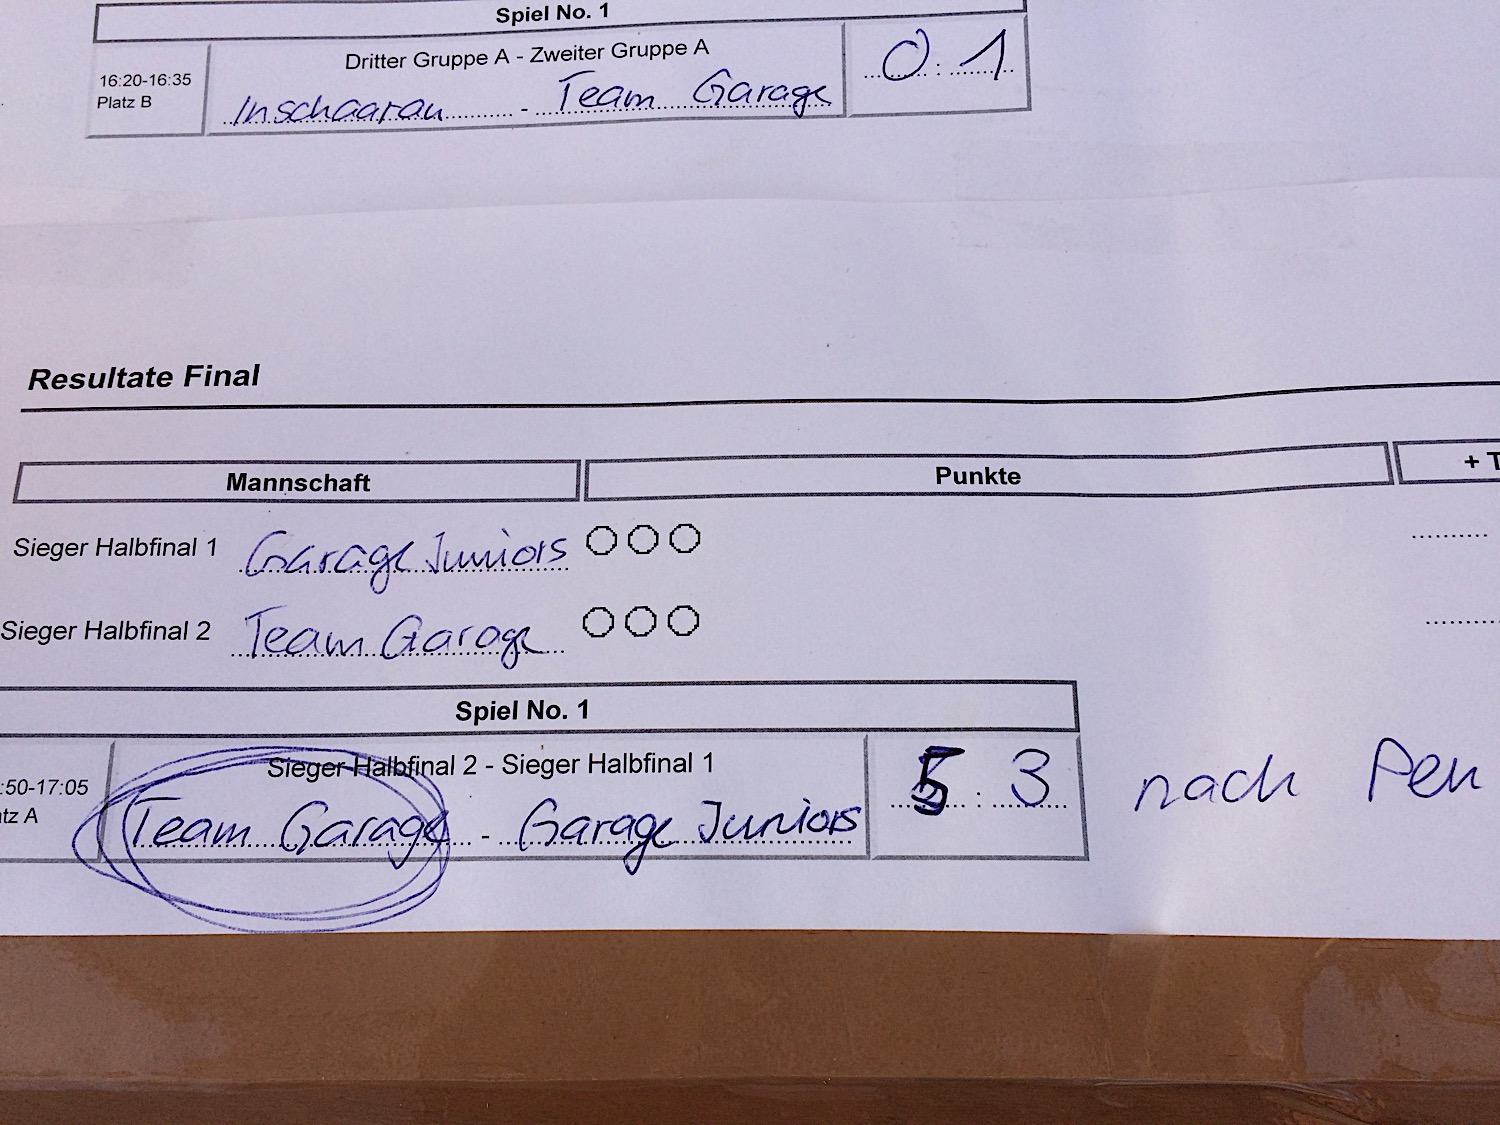 Spiel No. 1
Dritter Gruppe A - Zweiter Gruppe A
16:20-16:35
Platz B
Inschaarau - Team Garage
0 : 1
Resultate Final
Mannschaft Punkte + T
Sieger Halbfinal 1 Garage Juniors
Sieger Halbfinal 2 Team Garage
Spiel No. 1
Sieger Halbfinal 2 - Sieger Halbfinal 1
:50-17:05
tz A
Team Garage - Garage Juniors
5 : 3 nach Pen